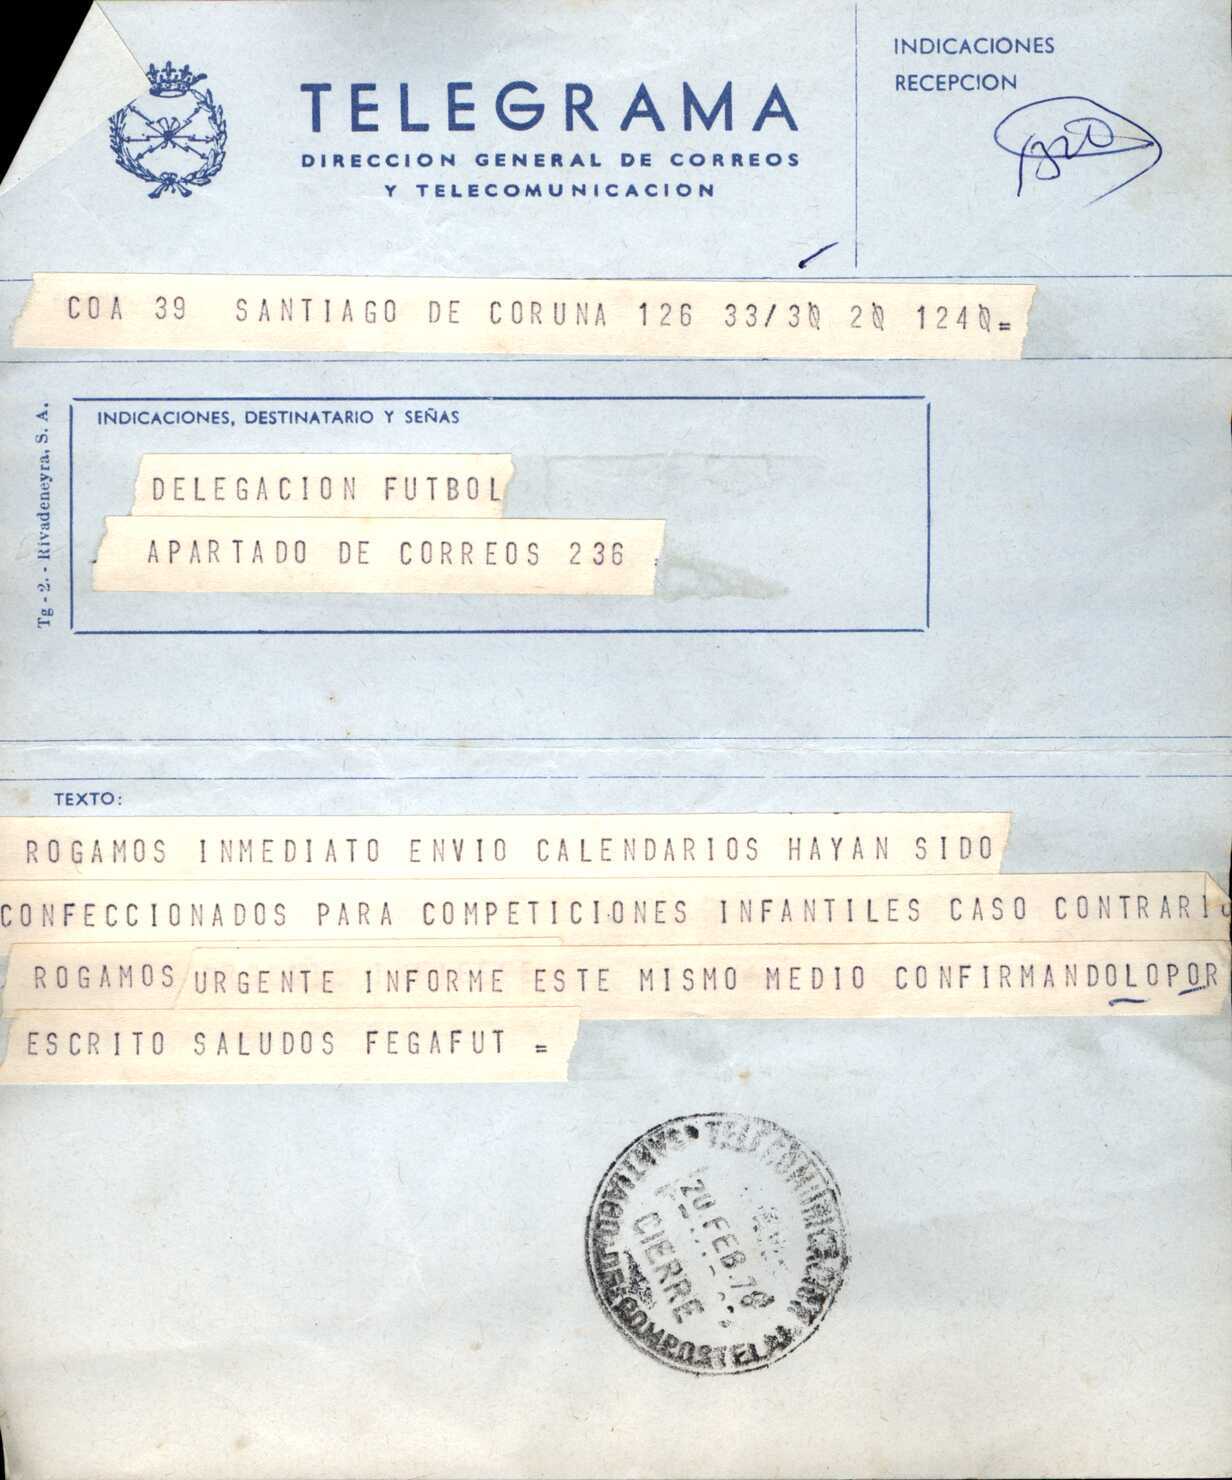 TELEGRAMA
DIRECCION GENERAL DE CORREOS
Y TELECOMUNICACION
INDICACIONES
RECEPCION
COA 39 SANTIAGO DE CORUNA 126 33/30 20 1240=
Tg - 2. - Rivadeneyra, S. A.
INDICACIONES, DESTINATARIO Y SEÑAS
DELEGACION FUTBOL
APARTADO DE CORREOS 236
TEXTO:
ROGAMOS INMEDIATO ENVIO CALENDARIOS HAYAN SIDO
CONFECCIONADOS PARA COMPETICIONES INFANTILES CASO CONTRARIO
ROGAMOS URGENTE INFORME ESTE MISMO MEDIO CONFIRMANDOLOPOR
ESCRITO SALUDOS FEGAFUT =
TELECOMUNICACION
SANTIAGO DE COMPOSTELA
20 FEB 78
CIERRE